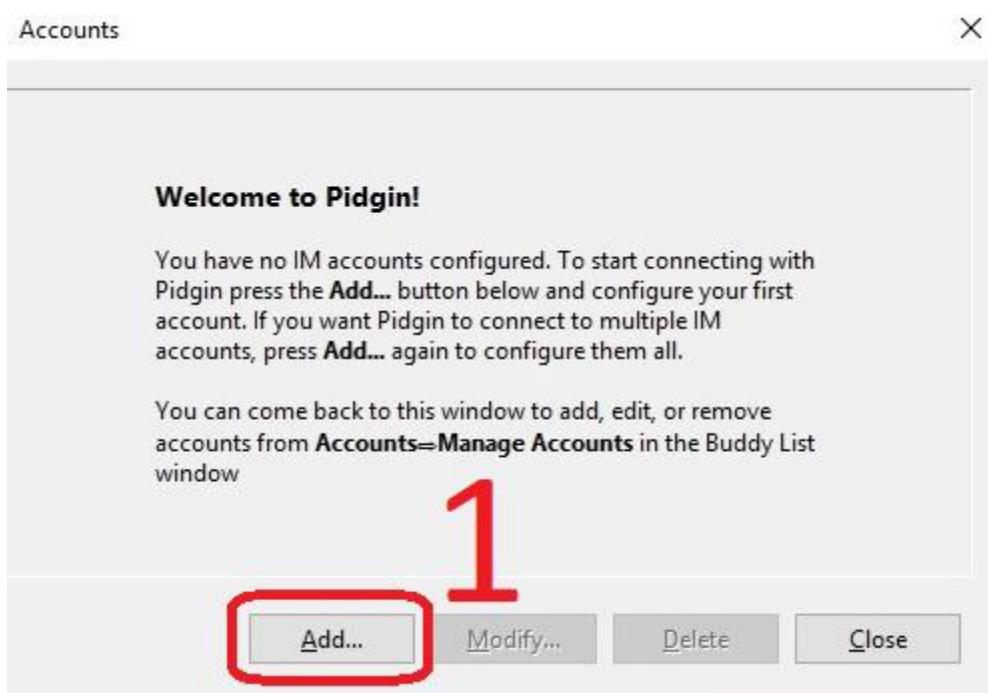 Accounts
Welcome to Pidgin!
You have no IM accounts configured. To start connecting with
Pidgin press the Add... button below and configure your first
account. If you want Pidgin to connect to multiple IM
accounts, press Add... again to configure them all.
You can come back to this window to add, edit, or remove
accounts from Accounts⇒Manage Accounts in the Buddy List
window
1
Add... Modify... Delete Close